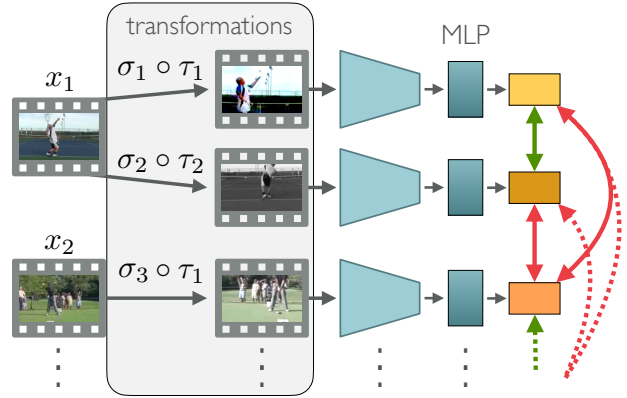 transformations
MLP
x₁
σ₁ ∘ τ₁
σ₂ ∘ τ₂
x₂
σ₃ ∘ τ₁